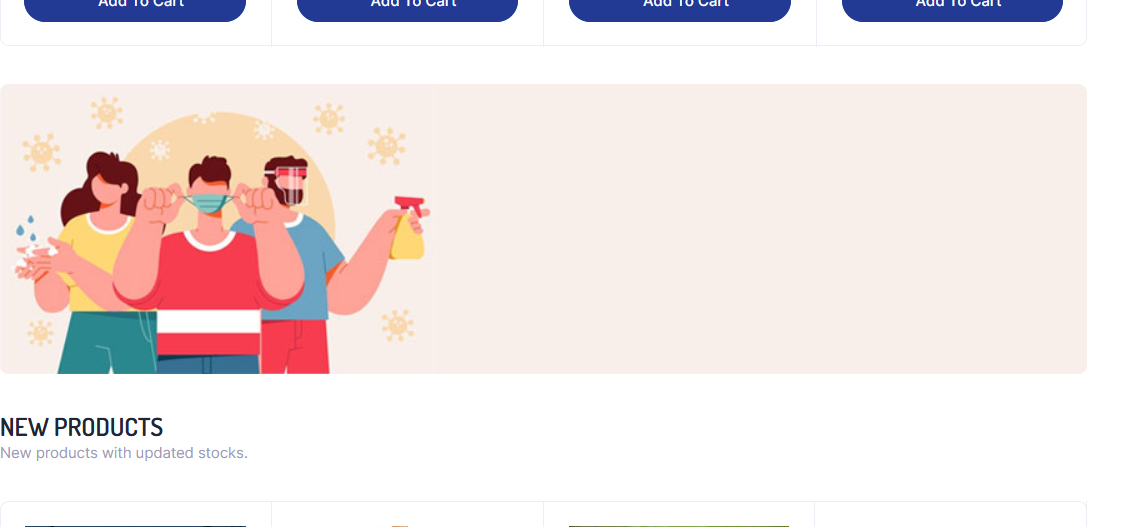 Add To Cart Add To Cart Add To Cart Add To Cart
NEW PRODUCTS
New products with updated stocks.